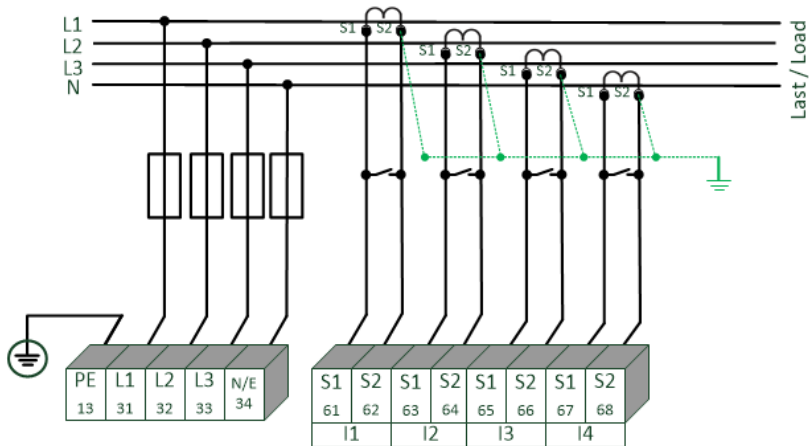 L1
S1 S2
L2
S1 S2
L3
S1 S2
N
S1 S2
Last / Load
PE L1 L2 L3 N/E
13 31 32 33 34
S1 S2 S1 S2 S1 S2 S1 S2
61 62 63 64 65 66 67 68
I1 I2 I3 I4